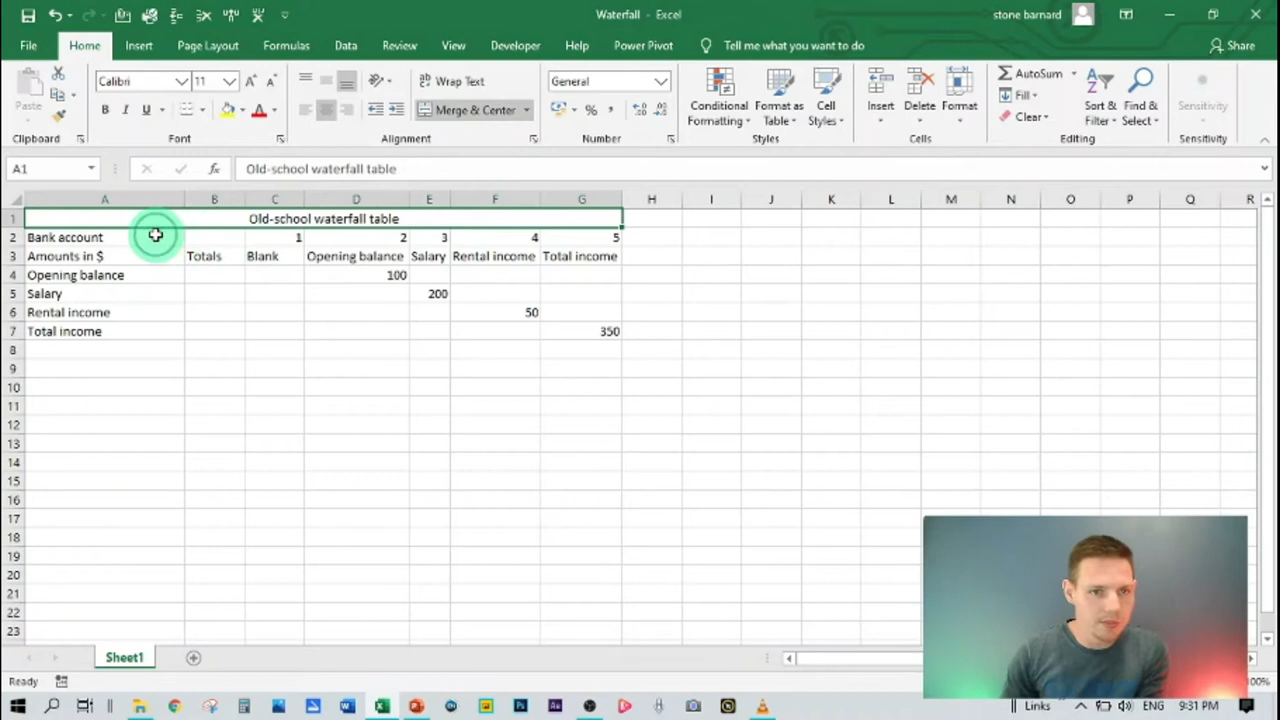 Waterfall - Excel
stone barnard
File Home Insert Page Layout Formulas Data Review View Developer Help Power Pivot Tell me what you want to do Share
Paste Calibri 11 Wrap Text General Conditional Formatting Format as Table Cell Styles Insert Delete Format AutoSum Fill Clear Sort & Filter Find & Select Sensitivity
B I U A Merge & Center % ,
Clipboard Font Alignment Number Styles Cells Editing Sensitivity
A1 fx Old-school waterfall table
A B C D E F G H I J K L M N O P Q R
1 Old-school waterfall table
2 Bank account 1 2 3 4 5
3 Amounts in $ Totals Blank Opening balance Salary Rental income Total income
4 Opening balance 100
5 Salary 200
6 Rental income 50
7 Total income 350
8
9
10
11
12
13
14
15
16
17
18
19
20
21
22
23
Sheet1
Ready 100%
Links ENG 9:31 PM